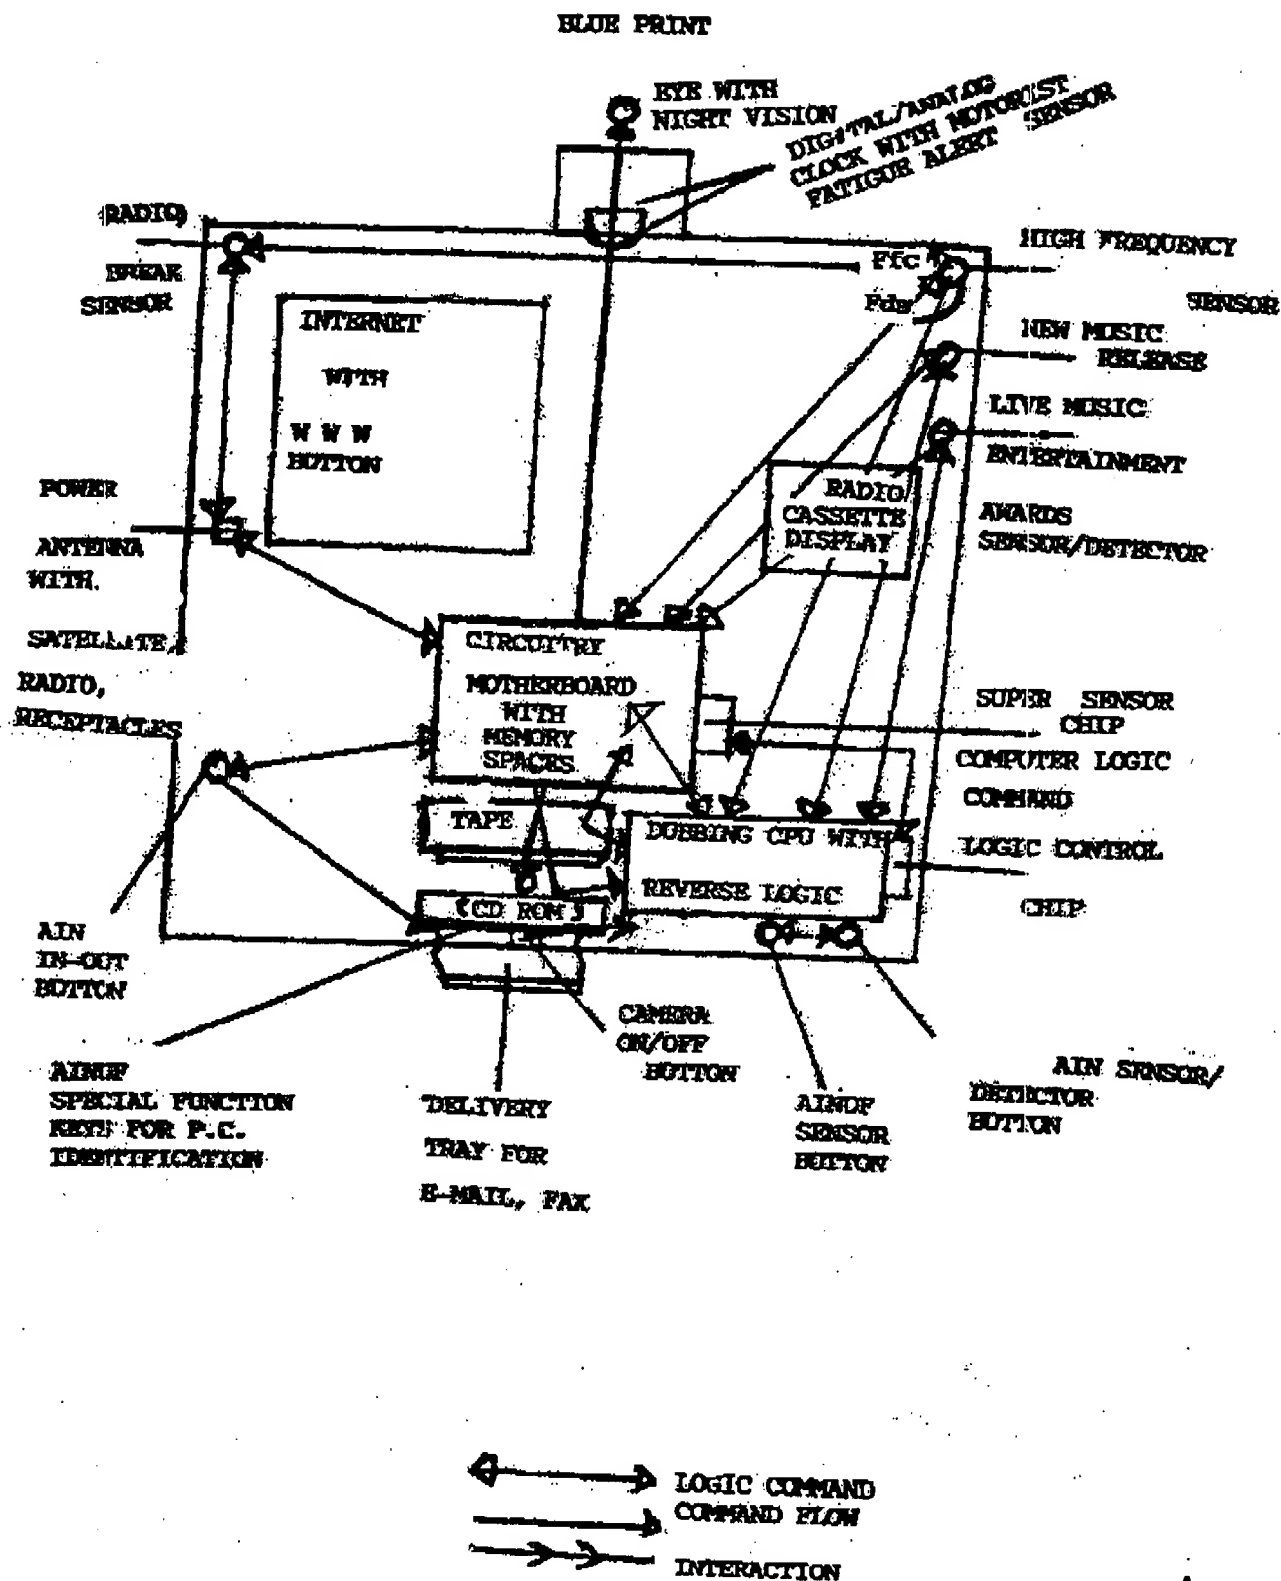 BLUE PRINT
EYE WITH
NIGHT VISION
DIGITAL/ANALOG
CLOCK WITH MOTORIST
FATIGUE ALERT SENSOR
(RADIO)
BREAK
SENSOR
Ffc
HIGH FREQUENCY
SENSOR
INTERNET
WITH
W W W
BUTTON
NEW MUSIC
RELEASE
LIVE MUSIC
ENTERTAINMENT
AWARDS
SENSOR/DETECTOR
RADIO/
CASSETTE
DISPLAY
POWER
ANTENNA
WITH.
SATELLITE,
RADIO,
RECEPTACLES
CIRCUITRY
MOTHERBOARD
WITH
MEMORY
SPACES
SUPER SENSOR
CHIP
COMPUTER LOGIC
COMMAND
LOGIC CONTROL
CHIP
TAPE
DUBBING CPU WITH
REVERSE LOGIC
(CD ROM)
AIN
IN-OUT
BUTTON
AINDF
SPECIAL FUNCTION
KEYS FOR P.C.
IDENTIFICATION
DELIVERY
TRAY FOR
E-MAIL, FAX
CAMERA
ON/OFF
BUTTON
AINDF
SENSOR
BUTTON
AIN SENSOR/
DETECTOR
BUTTON
LOGIC COMMAND
COMMAND FLOW
INTERACTION